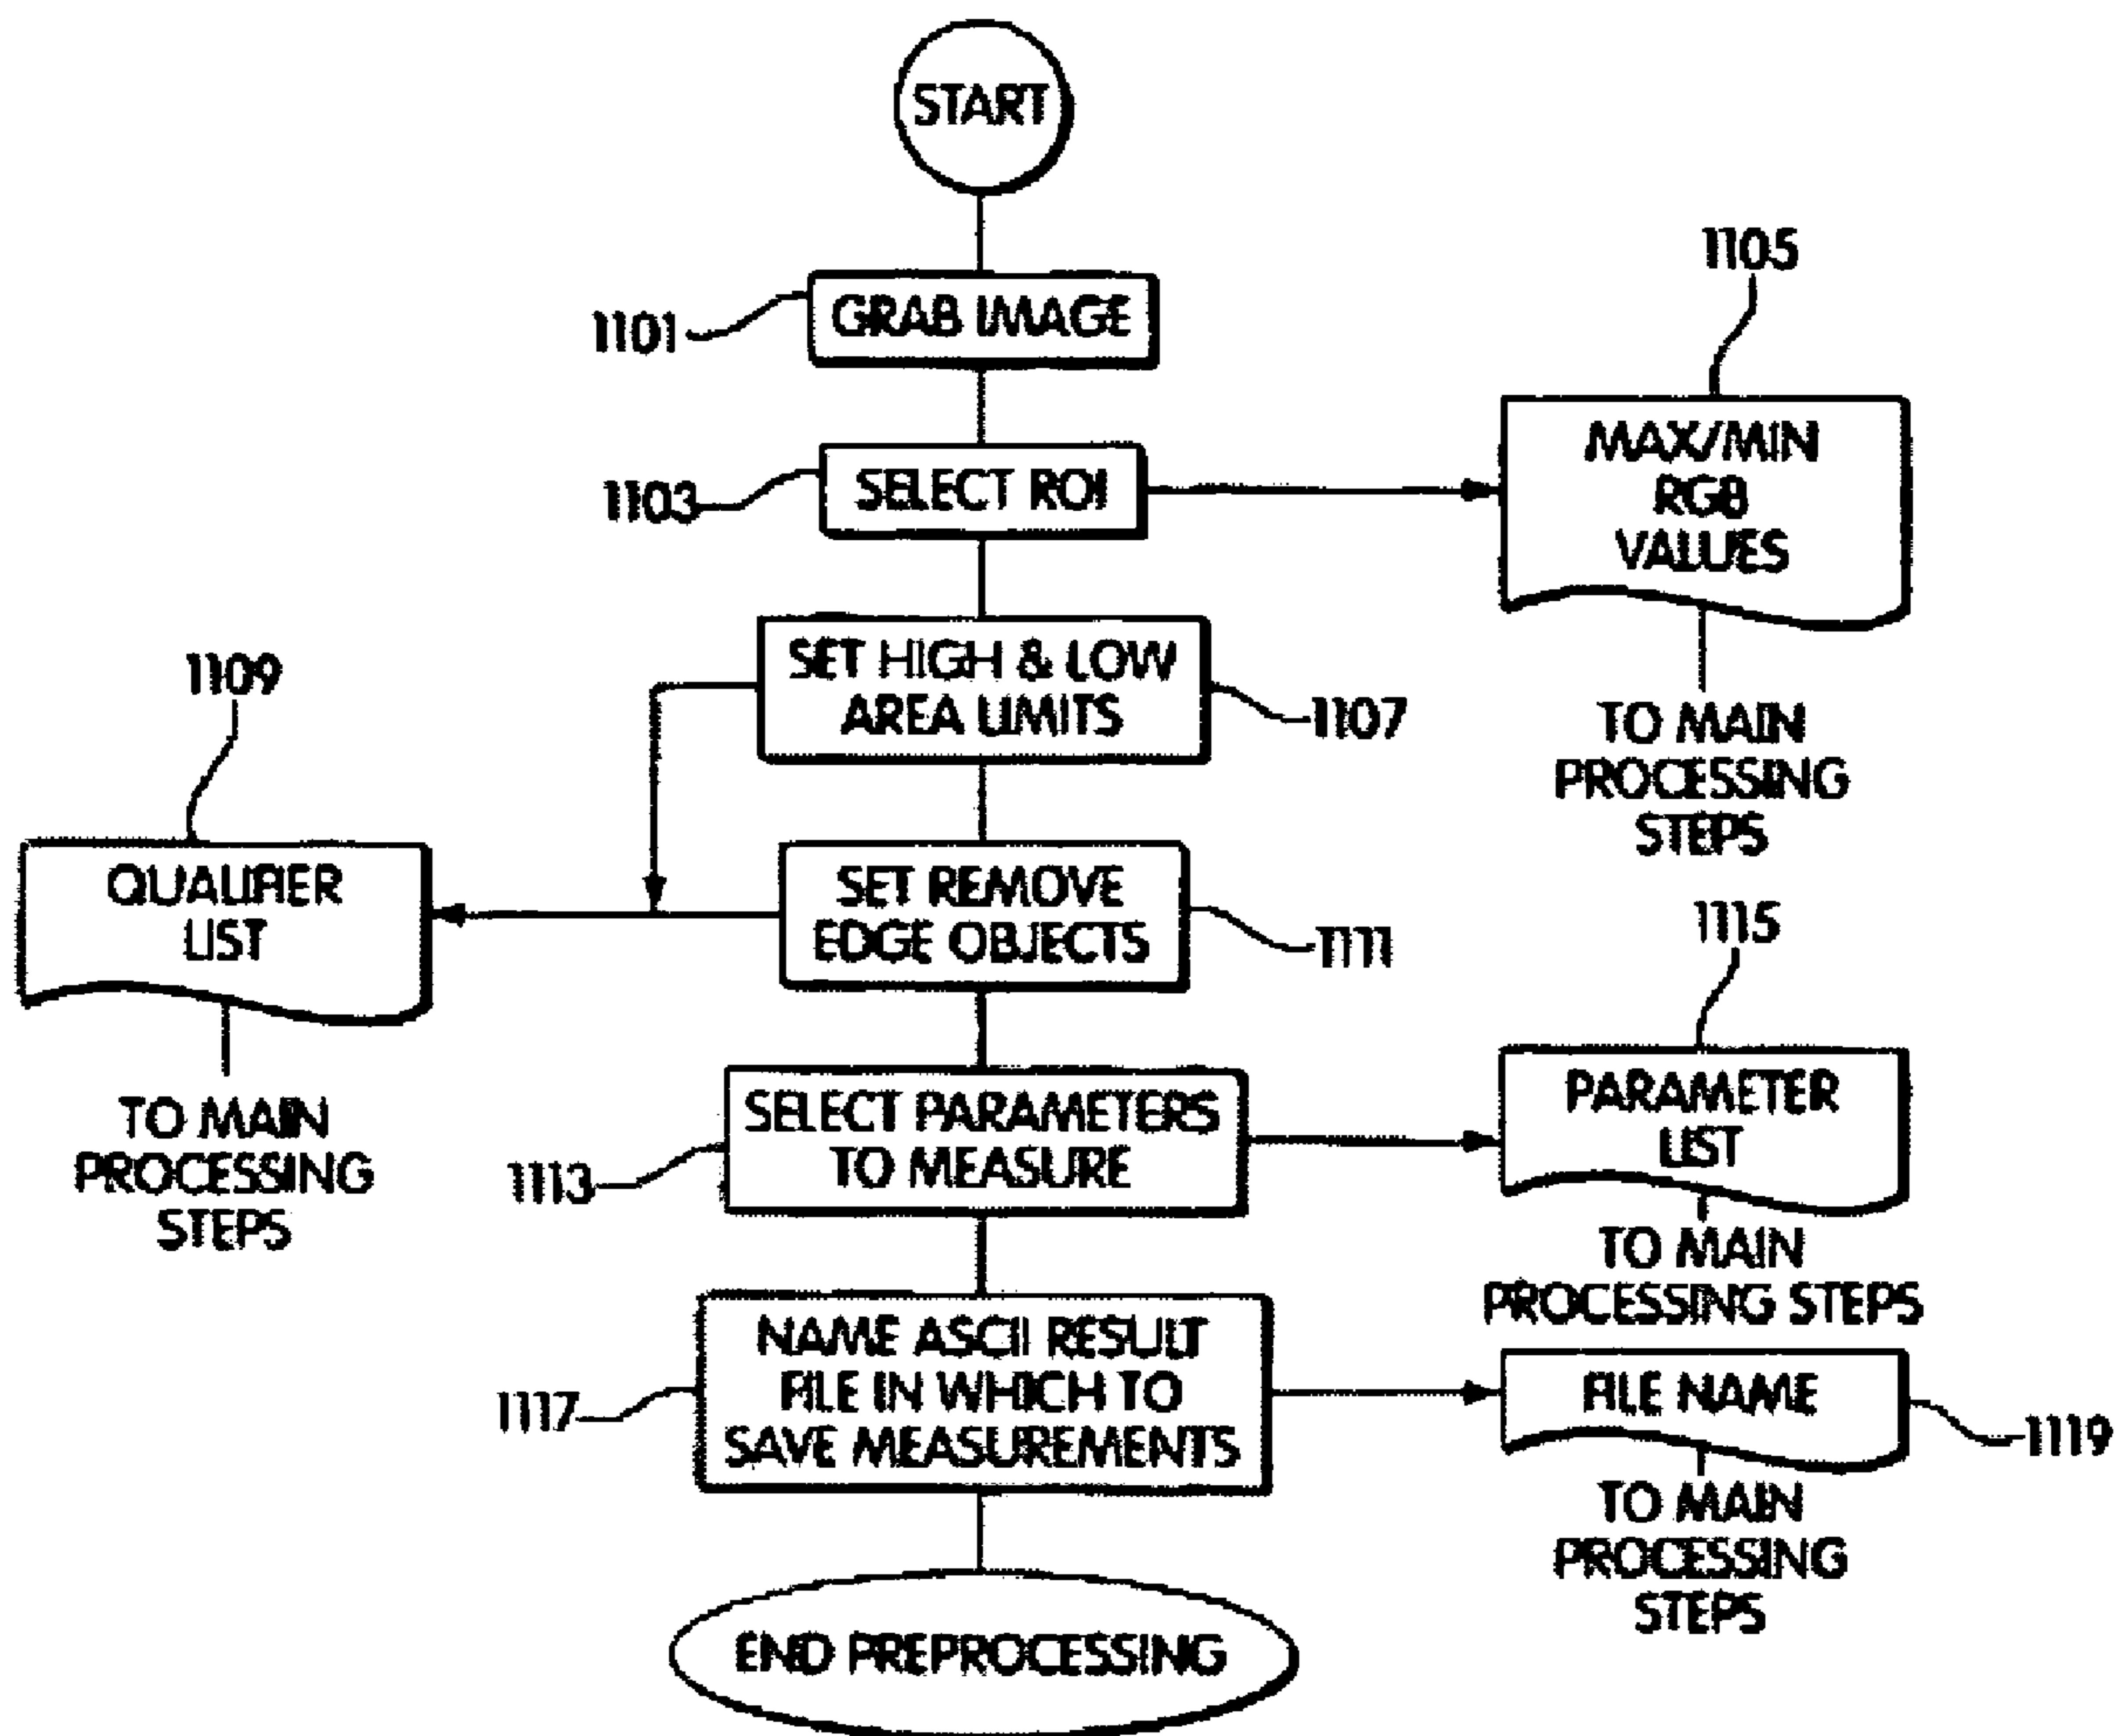 START
1101
GRAB IMAGE
1105
1103
SELECT ROI
MAX/MIN
RGB
VALUES
TO MAIN
PROCESSING
STEPS
SET HIGH & LOW
AREA LIMITS
1107
1109
QUALIFIER
LIST
TO MAIN
PROCESSING
STEPS
SET REMOVE
EDGE OBJECTS
1111
1113
SELECT PARAMETERS
TO MEASURE
1115
PARAMETER
LIST
TO MAIN
PROCESSING STEPS
1117
NAME ASCII RESULT
FILE IN WHICH TO
SAVE MEASUREMENTS
FILE NAME
1119
TO MAIN
PROCESSING
STEPS
END PREPROCESSING